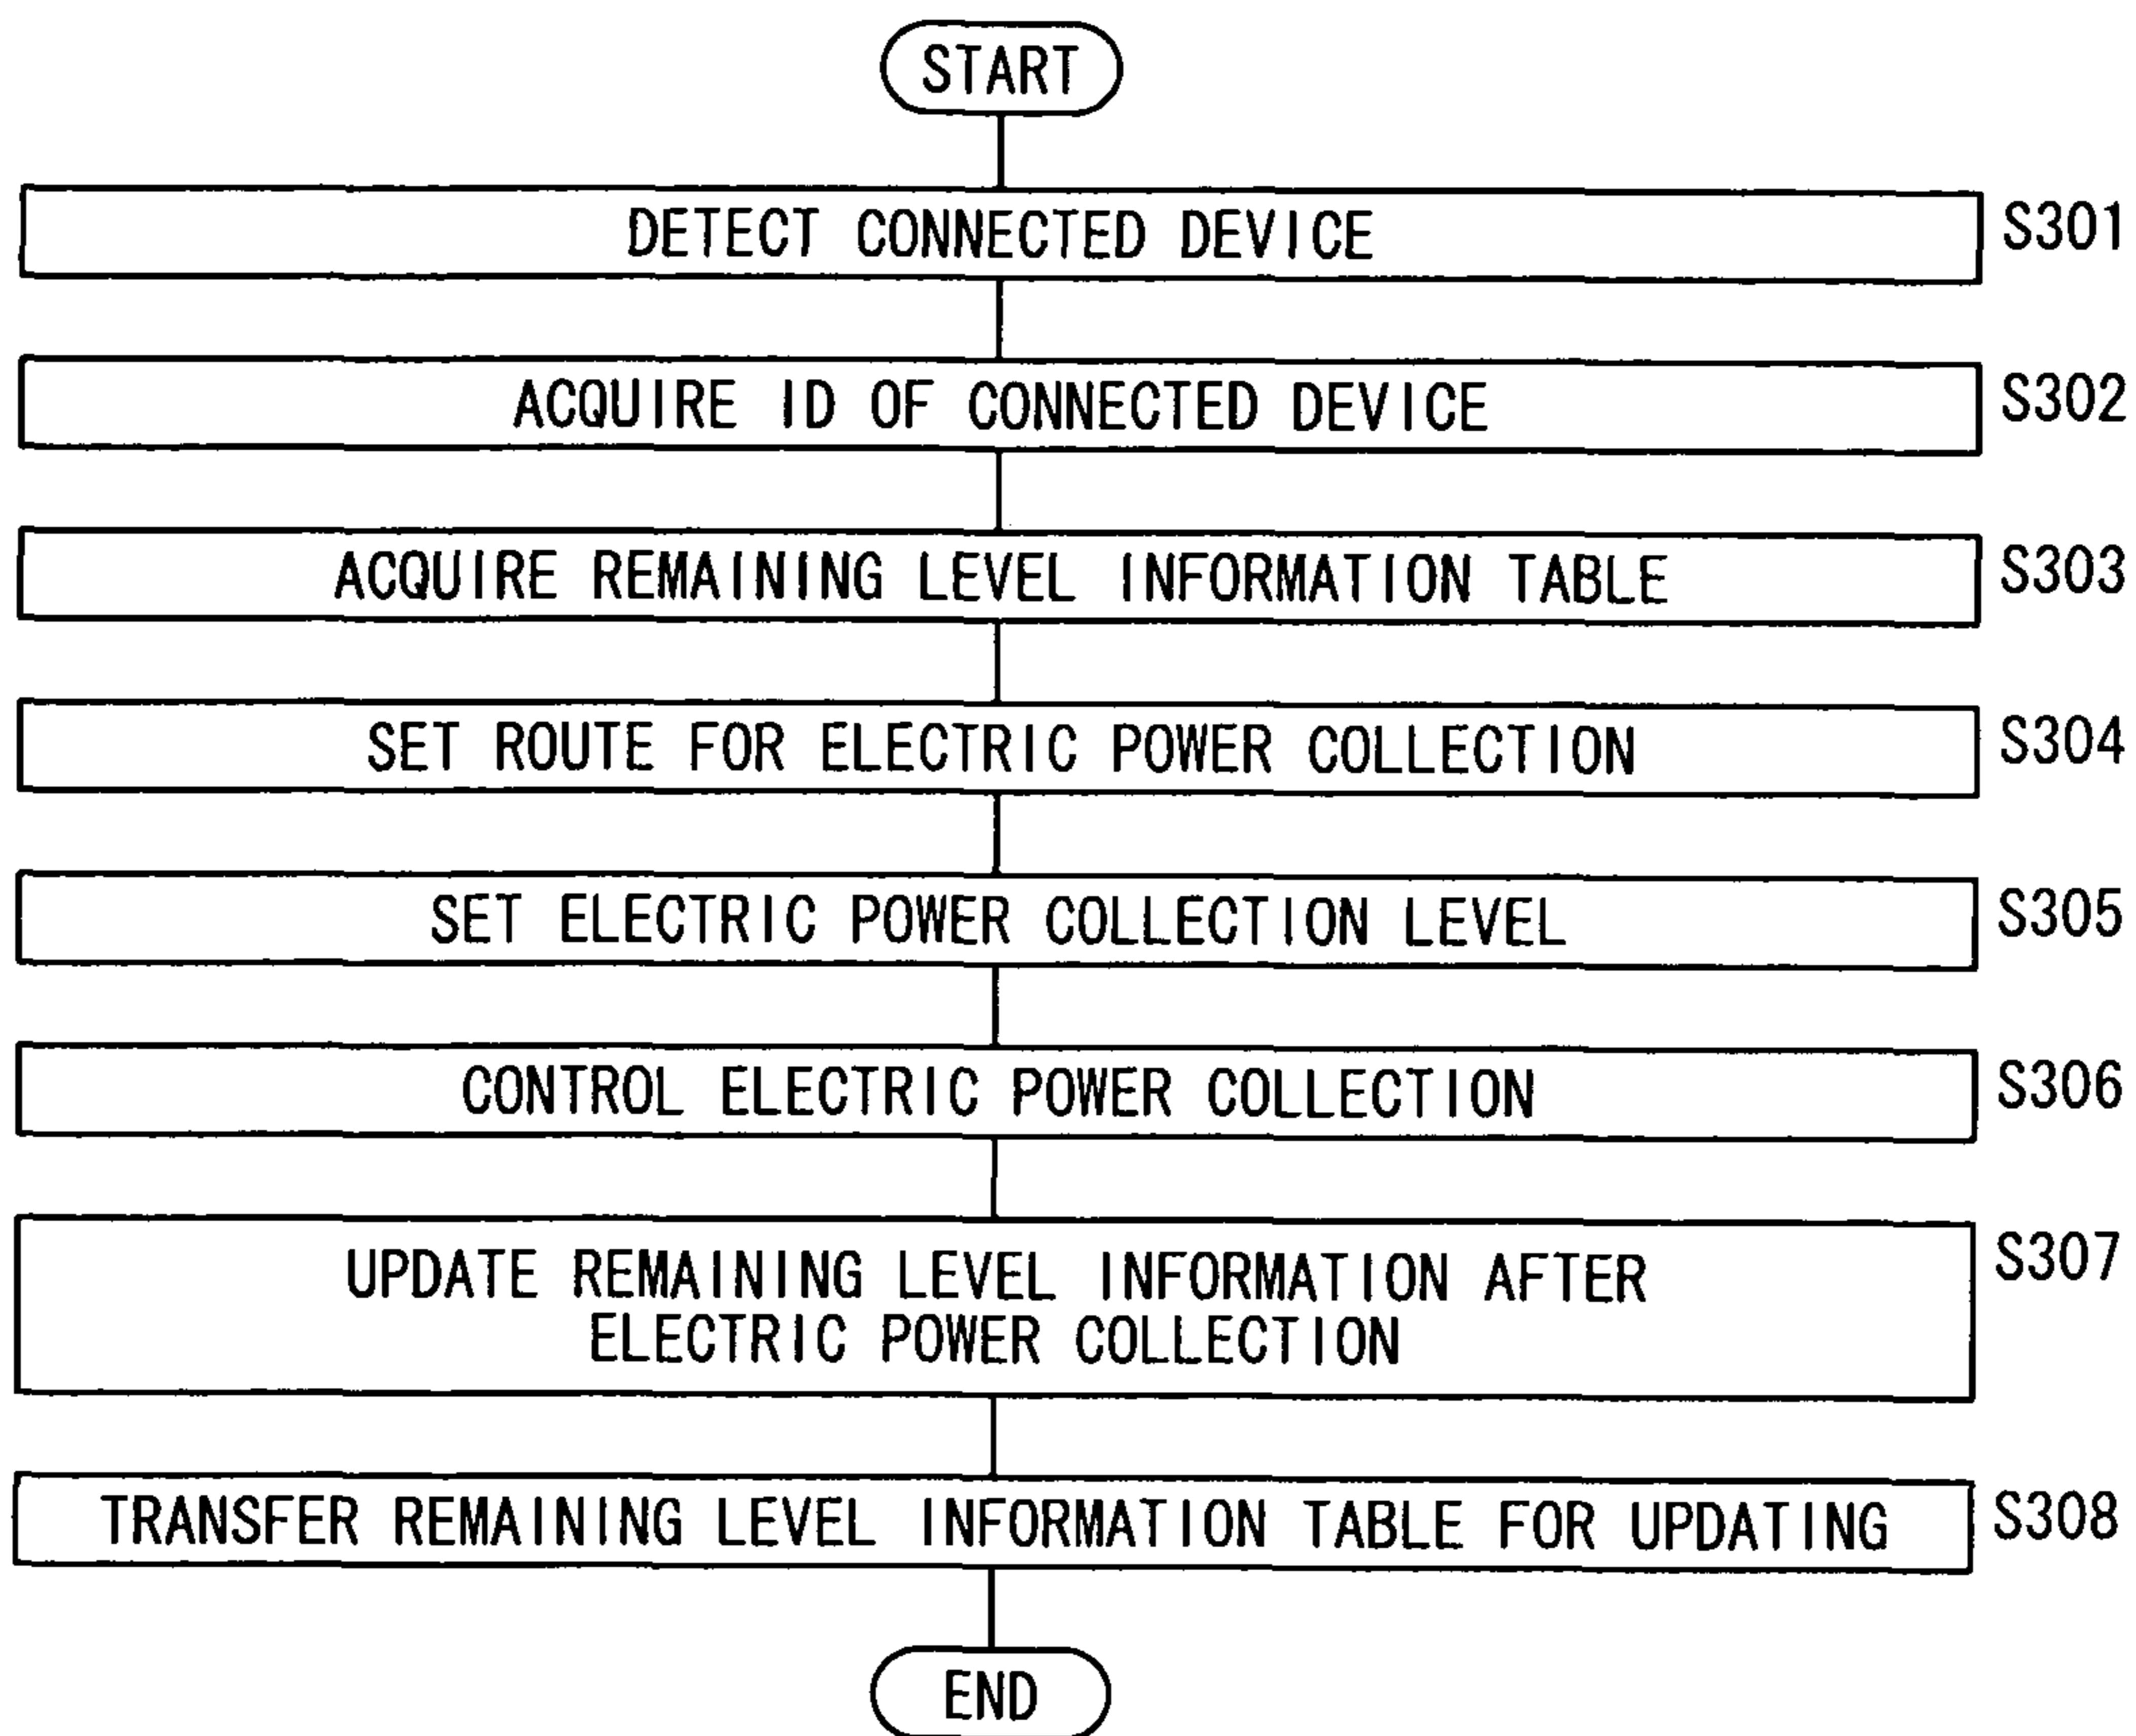 START
DETECT CONNECTED DEVICE S301
ACQUIRE ID OF CONNECTED DEVICE S302
ACQUIRE REMAINING LEVEL INFORMATION TABLE S303
SET ROUTE FOR ELECTRIC POWER COLLECTION S304
SET ELECTRIC POWER COLLECTION LEVEL S305
CONTROL ELECTRIC POWER COLLECTION S306
UPDATE REMAINING LEVEL INFORMATION AFTER S307
ELECTRIC POWER COLLECTION
TRANSFER REMAINING LEVEL INFORMATION TABLE FOR UPDATING S308
END